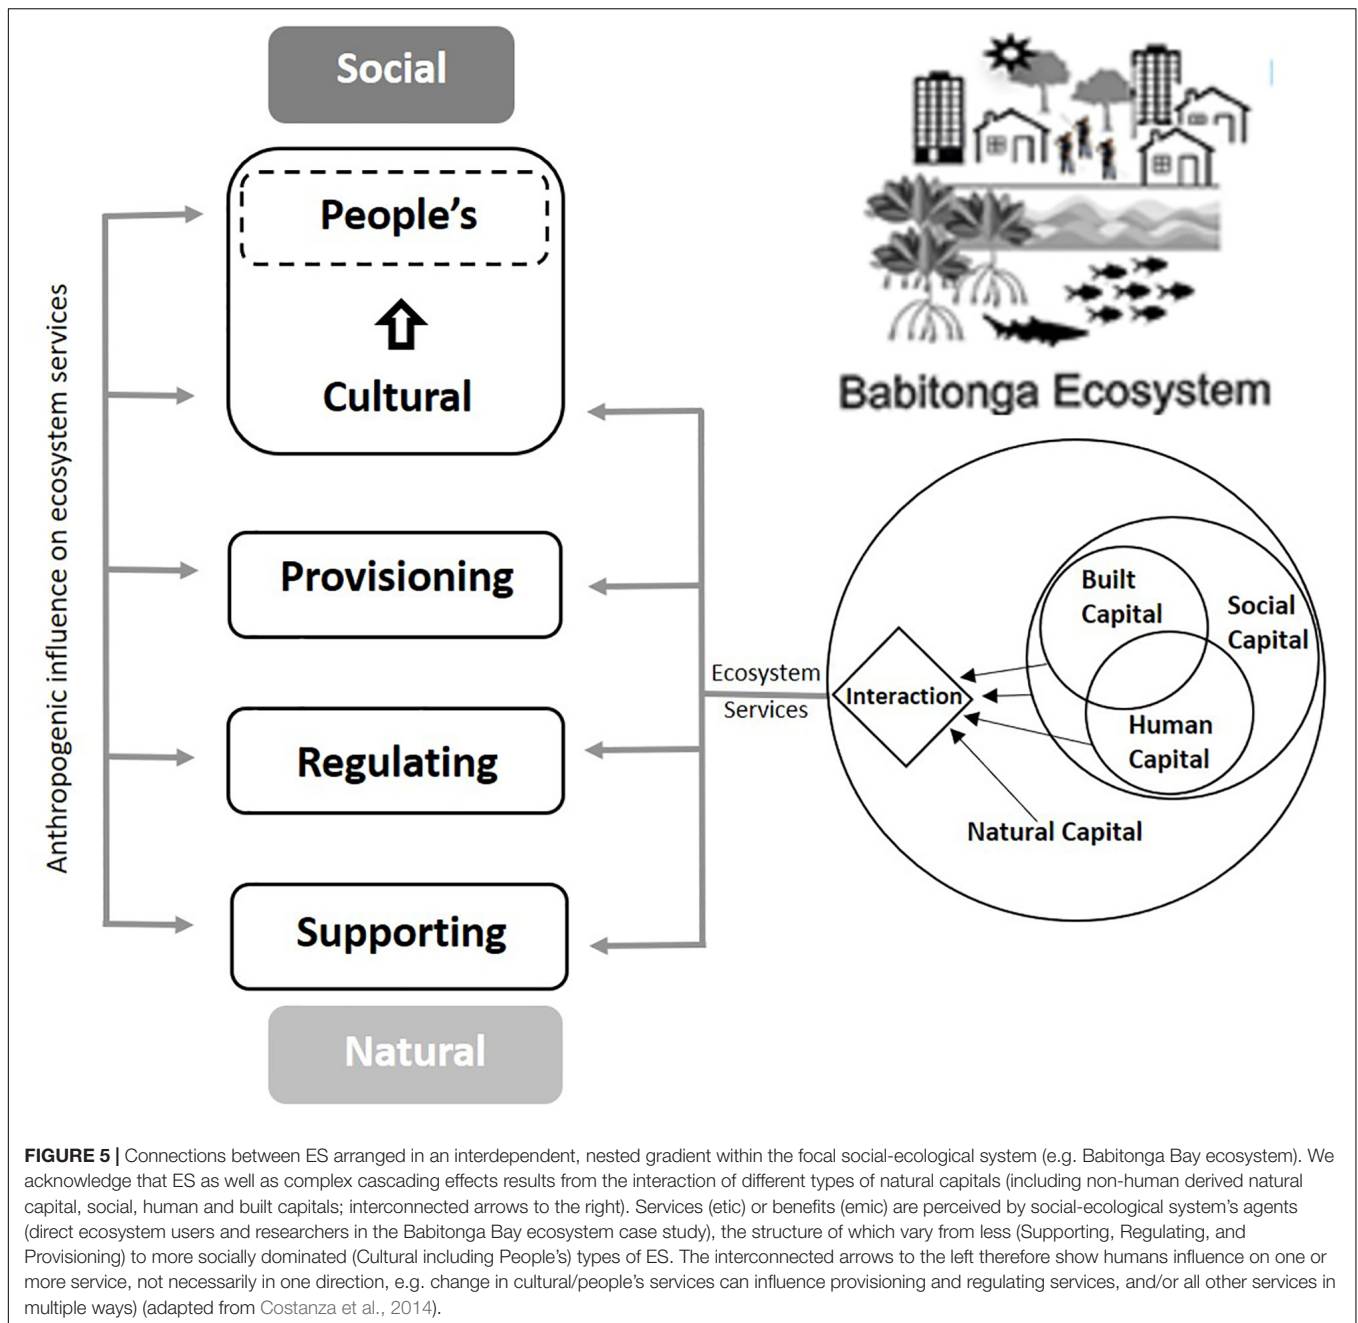 Social
People's
Cultural
Provisioning
Regulating
Supporting
Natural
Anthropogenic influence on ecosystem services
Babitonga Ecosystem
Ecosystem
Services
Interaction
Built
Capital
Social
Capital
Human
Capital
Natural Capital
FIGURE 5 | Connections between ES arranged in an interdependent, nested gradient within the focal social-ecological system (e.g. Babitonga Bay ecosystem). We
acknowledge that ES as well as complex cascading effects results from the interaction of different types of natural capitals (including non-human derived natural
capital, social, human and built capitals; interconnected arrows to the right). Services (etic) or benefits (emic) are perceived by social-ecological system's agents
(direct ecosystem users and researchers in the Babitonga Bay ecosystem case study), the structure of which vary from less (Supporting, Regulating, and
Provisioning) to more socially dominated (Cultural including People's) types of ES. The interconnected arrows to the left therefore show humans influence on one or
more service, not necessarily in one direction, e.g. change in cultural/people's services can influence provisioning and regulating services, and/or all other services in
multiple ways) (adapted from Costanza et al., 2014).